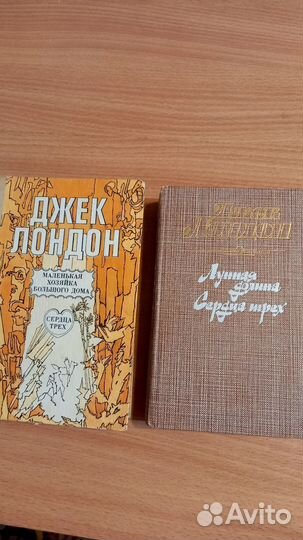 ДЖЕК
ЛОНДОН
МАЛЕНЬКАЯ
ХОЗЯЙКА
БОЛЬШОГО ДОМА
СЕРДЦА
ТРЕХ
Джек
Лондон
Лунная
долина
Сердца трех
Avito